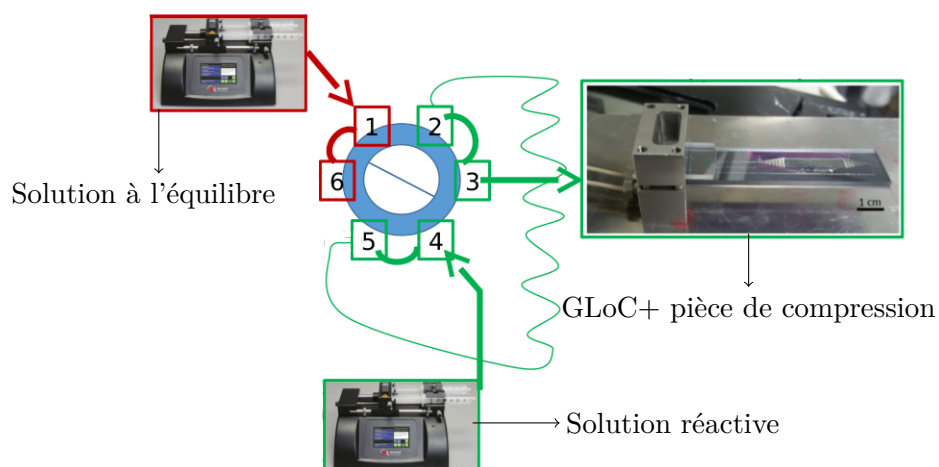 1
2
6
3
Solution à l'équilibre
5
4
1 cm
GLoC+ pièce de compression
Solution réactive